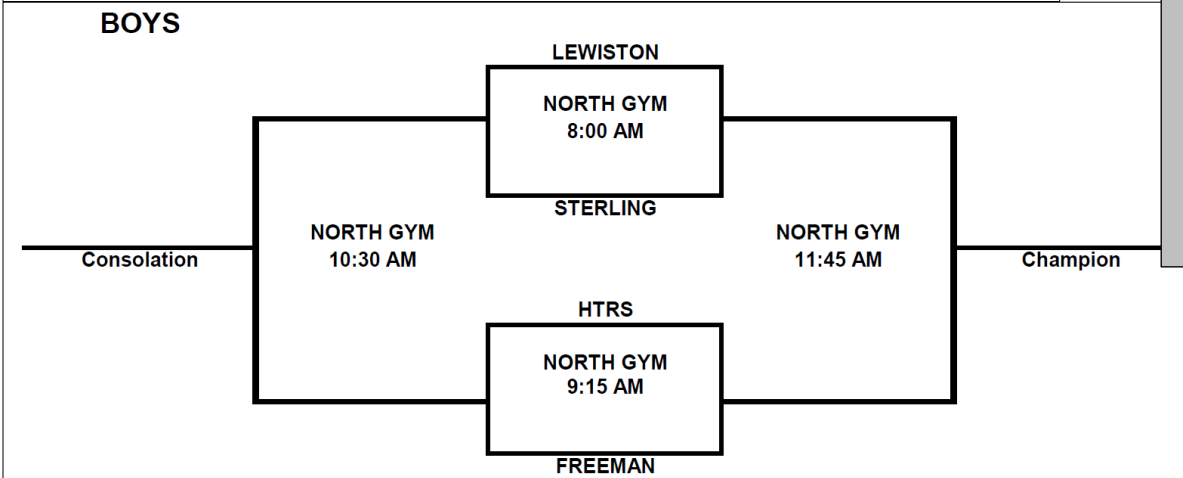 BOYS
LEWISTON
NORTH GYM
8:00 AM
STERLING
NORTH GYM
10:30 AM
NORTH GYM
11:45 AM
Consolation
Champion
HTRS
NORTH GYM
9:15 AM
FREEMAN